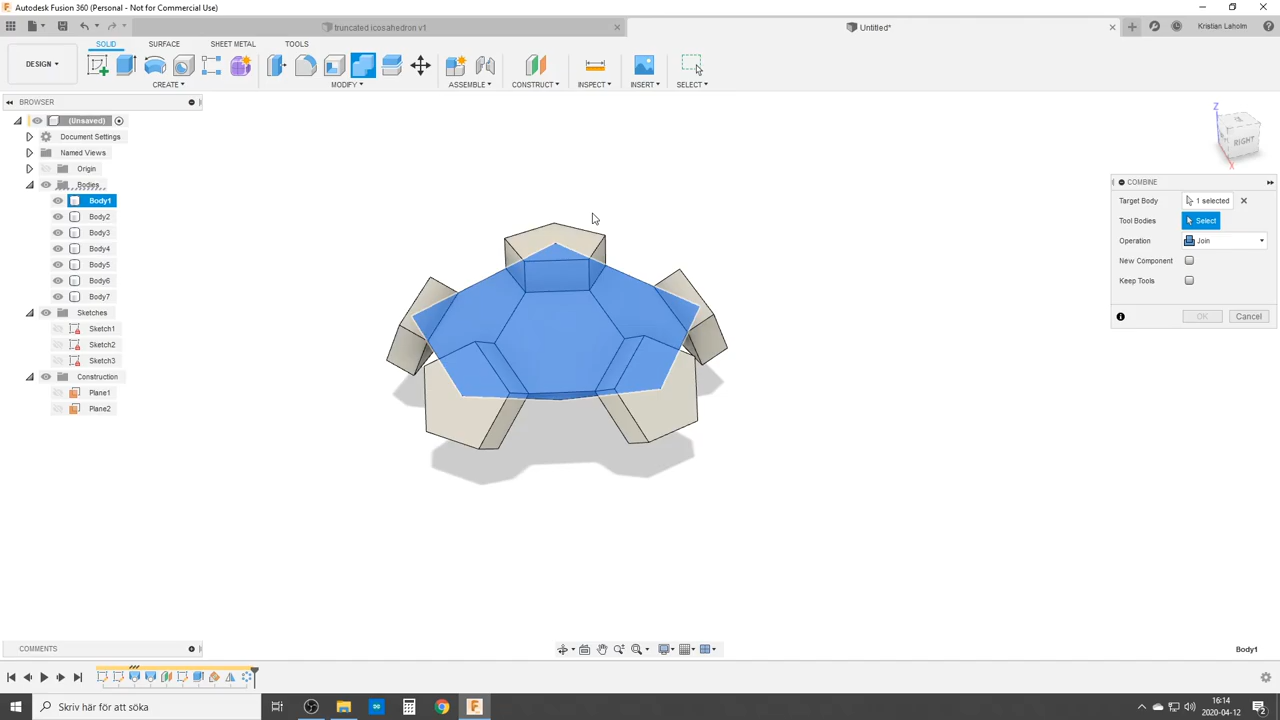 Autodesk Fusion 360 (Personal - Not for Commercial Use)
truncated icosahedron v1
Untitled*
Kristian Laholm
SOLID SURFACE SHEET METAL TOOLS
DESIGN
CREATE MODIFY ASSEMBLE CONSTRUCT INSPECT INSERT SELECT
BROWSER
(Unsaved)
Document Settings
Named Views
Origin
Bodies
Body1
Body2
Body3
Body4
Body5
Body6
Body7
Sketches
Sketch1
Sketch2
Sketch3
Construction
Plane1
Plane2
Z
RIGHT
X
COMBINE
Target Body 1 selected
Tool Bodies Select
Operation Join
New Component
Keep Tools
OK Cancel
COMMENTS
Body1
Skriv här för att söka
16:14
2020-04-12
2